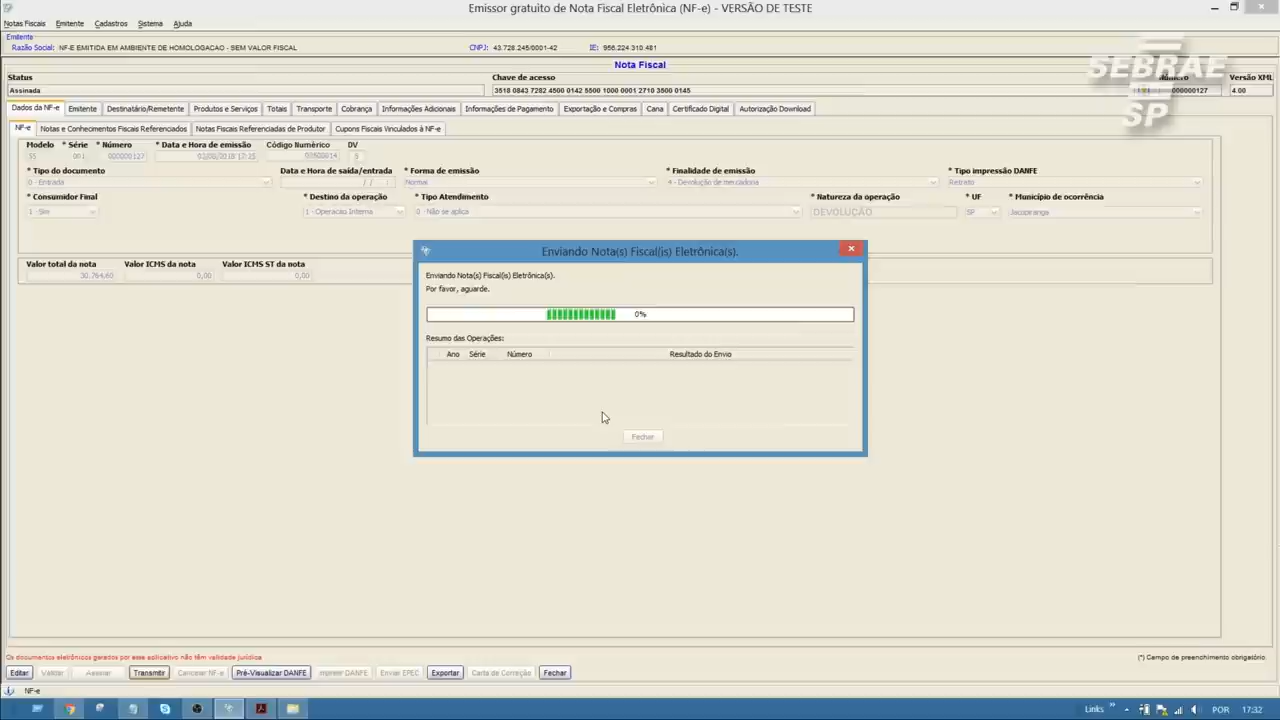 Emissor gratuito de Nota Fiscal Eletrônica (NF-e) - VERSÃO DE TESTE
Notas Fiscais Emitente Cadastros Sistema Ajuda
Emitente
Razão Social: NF-E EMITIDA EM AMBIENTE DE HOMOLOGACAO - SEM VALOR FISCAL CNPJ: 43.728.245/0001-42 IE: 956.224.310.481
Nota Fiscal
SEBRAE
SP
Status Chave de acesso Número Versão XML
Assinada 3518 0843 7282 4500 0142 5500 1000 0001 2710 3500 0145 000000127 4.00
Dados da NF-e Emitente Destinatário/Remetente Produtos e Serviços Totais Transporte Cobrança Informações Adicionais Informações de Pagamento Exportação e Compras Cana Certificado Digital Autorização Download
NF-e Notas e Conhecimentos Fiscais Referenciados Notas Fiscais Referenciadas de Produtor Cupons Fiscais Vinculados à NF-e
Modelo * Série * Número * Data e Hora de emissão Código Numérico DV
55 001 000000127 03500014 5
* Tipo do documento Data e Hora de saída/entrada * Forma de emissão * Finalidade de emissão * Tipo impressão DANFE
0 - Entrada / / : Normal 4 - Devolução de mercadoria Retrato
* Consumidor Final * Destino da operação * Tipo Atendimento * Natureza da operação * UF * Município de ocorrência
1 - Sim 1 - Operacao Interna 0 - Não se aplica DEVOLUÇÃO SP Jacupiranga
Valor total da nota Valor ICMS da nota Valor ICMS ST da nota
30.764,60 0,00 0,00
Enviando Nota(s) Fiscal(is) Eletrônica(s).
Enviando Nota(s) Fiscal(is) Eletrônica(s).
Por favor, aguarde.
0%
Resumo das Operações:
Ano Série Número Resultado do Envio
Fechar
Os documentos eletrônicos gerados por esse aplicativo não têm validade jurídica
(*) Campo de preenchimento obrigatório.
Editar Validar Assinar Transmitir Cancelar NF-e Pré-Visualizar DANFE Imprimir DANFE Enviar EPEC Exportar Carta de Correção Fechar
NF-e
Links POR 17:32